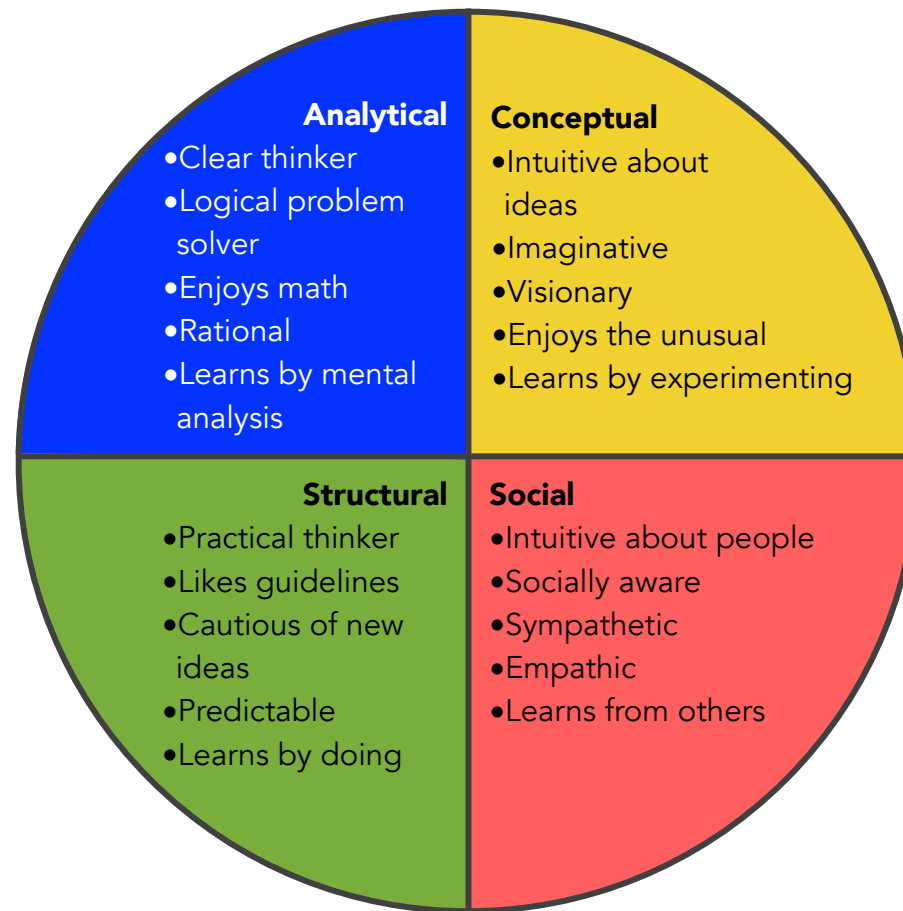 Analytical
•Clear thinker
•Logical problem
solver
•Enjoys math
•Rational
•Learns by mental
analysis
Conceptual
•Intuitive about
ideas
•Imaginative
•Visionary
•Enjoys the unusual
•Learns by experimenting
Structural
•Practical thinker
•Likes guidelines
•Cautious of new
ideas
•Predictable
•Learns by doing
Social
•Intuitive about people
•Socially aware
•Sympathetic
•Empathic
•Learns from others